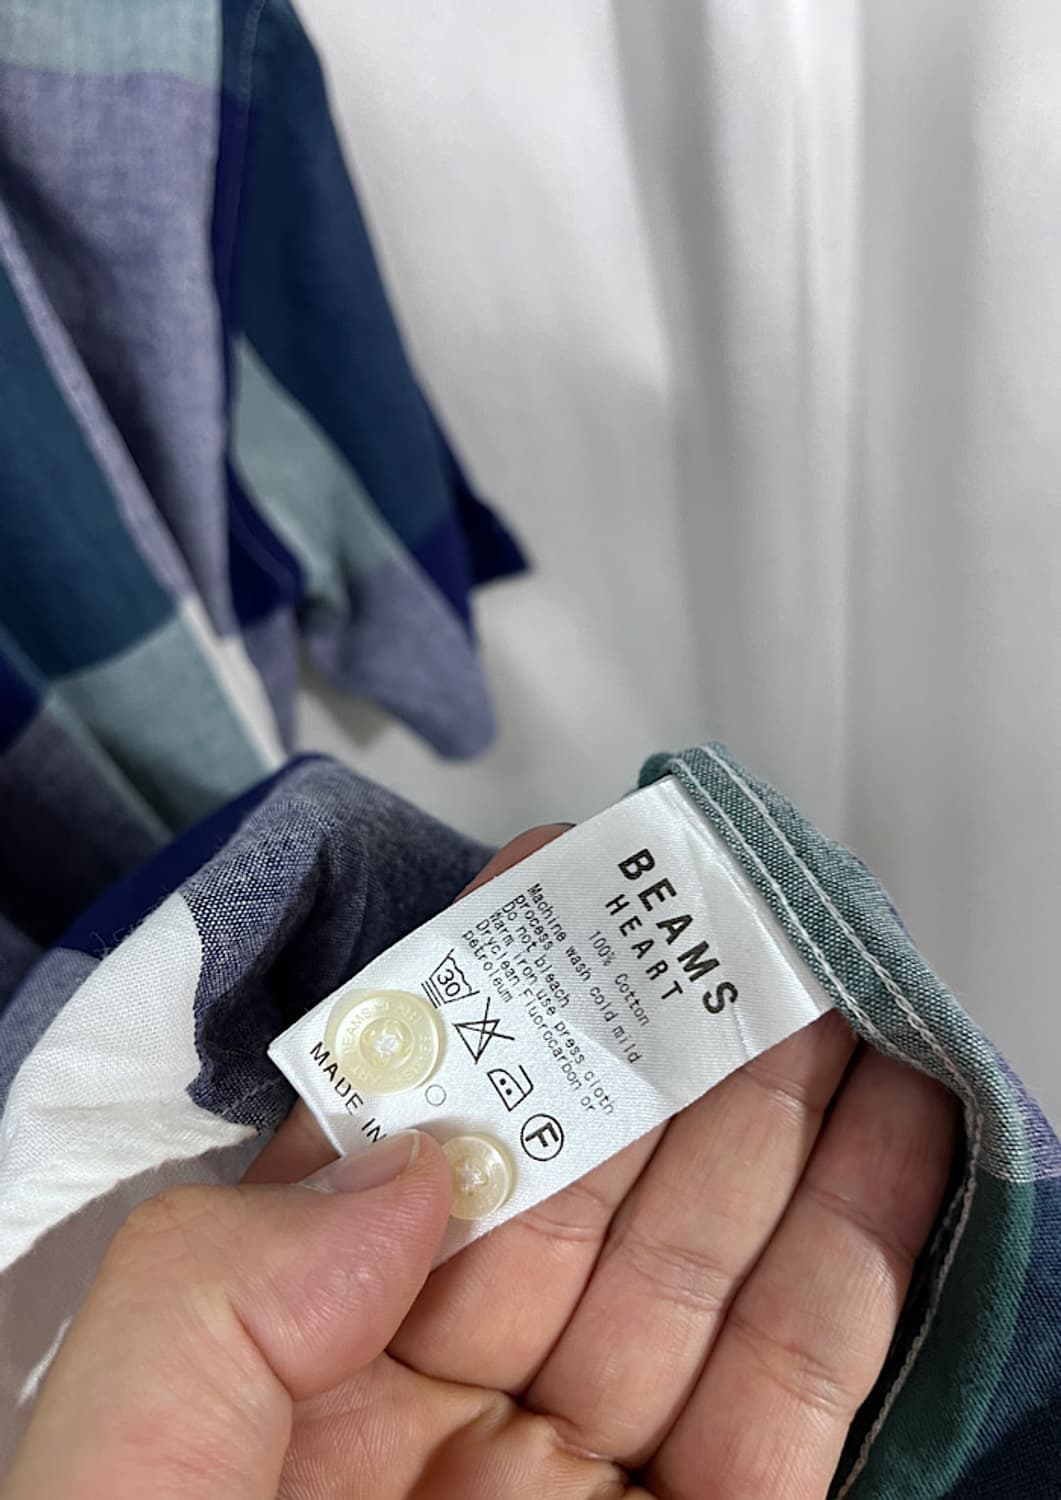 BEAMS
HEART
100% Cotton
Machine wash cold mild
process
Do not bleach
Warm iron use press cloth
Dryclean Fluorocarbon or
petroleum
30
F
MADE IN